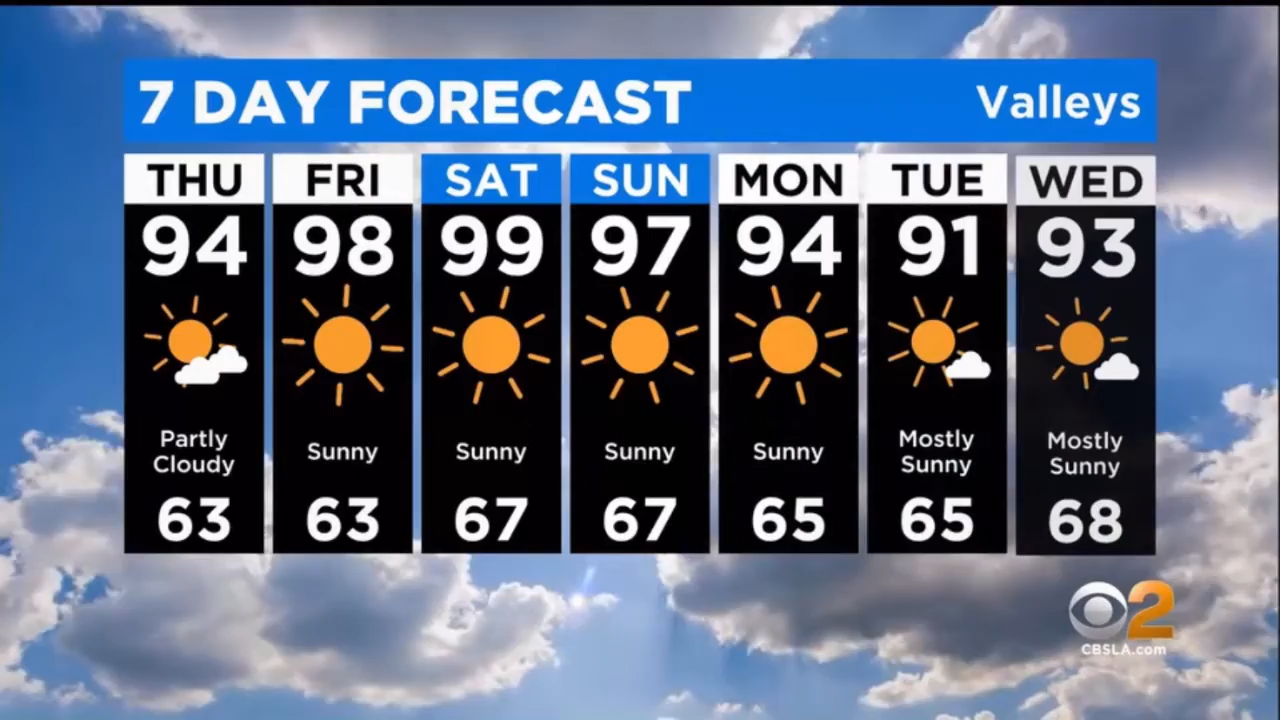 7 DAY FORECAST Valleys
THU FRI SAT SUN MON TUE WED
94 98 99 97 94 91 93
Partly Cloudy Sunny Sunny Sunny Sunny Mostly Sunny Mostly Sunny
63 63 67 67 65 65 68
2
CBSLA.com